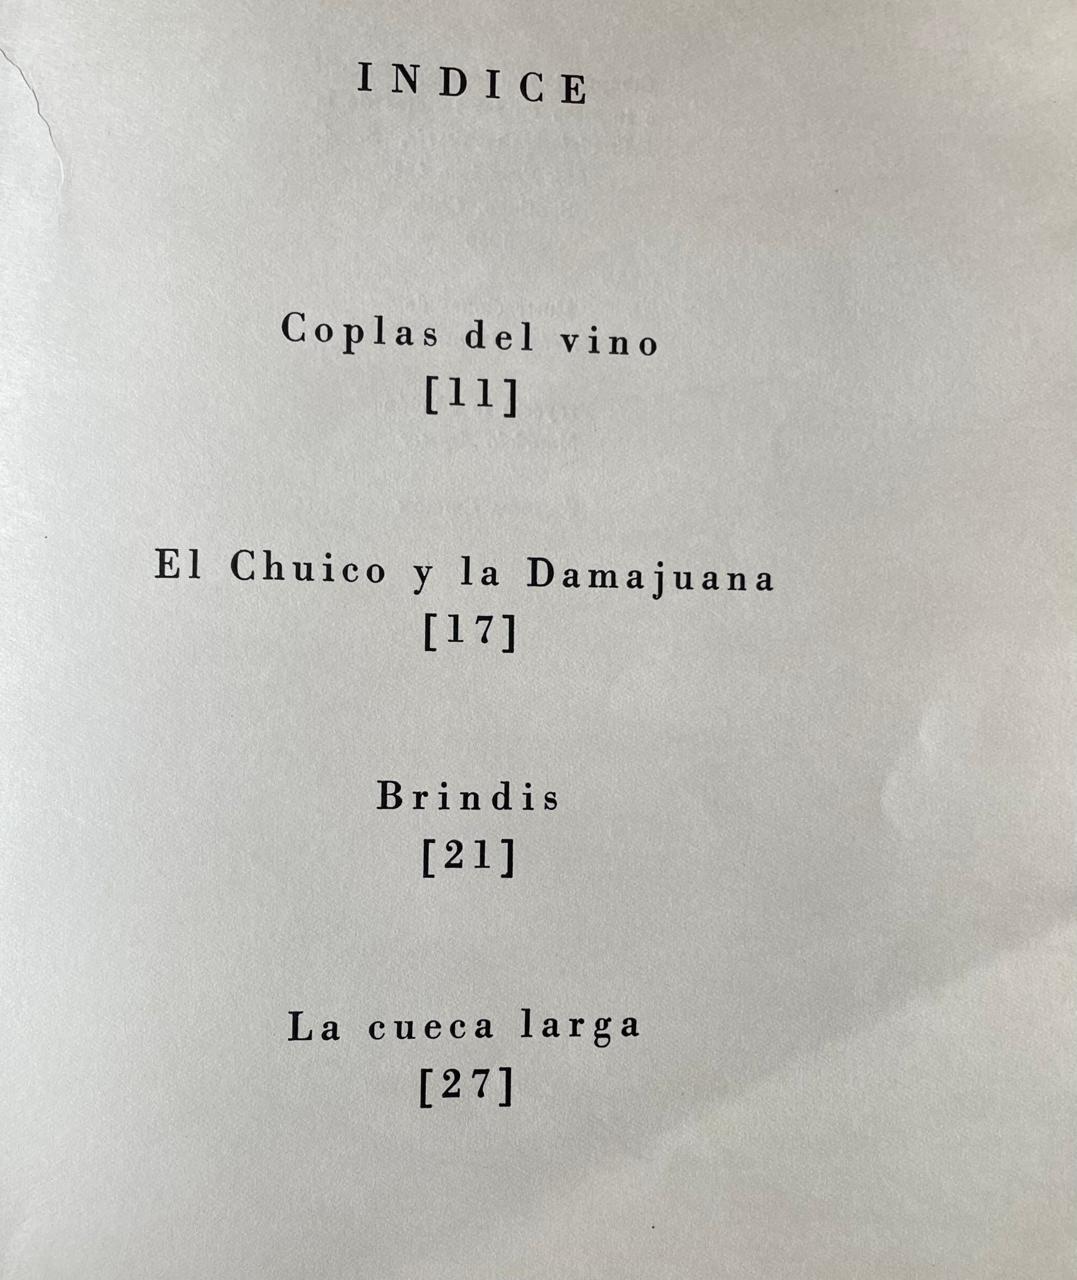 INDICE
Coplas del vino
[11]
El Chuico y la Damajuana
[17]
Brindis
[21]
La cueca larga
[27]